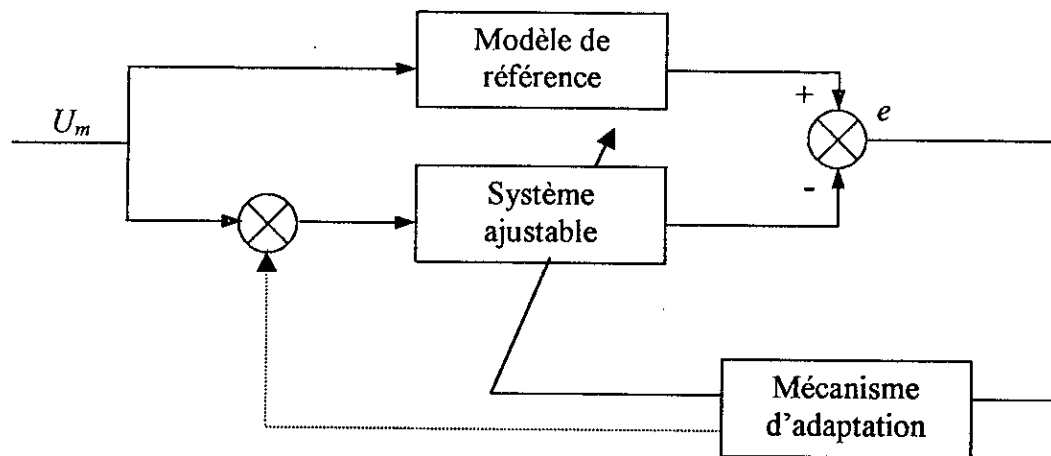 Modèle de
référence
+
e
U_m
Système
ajustable
-
Mécanisme
d'adaptation